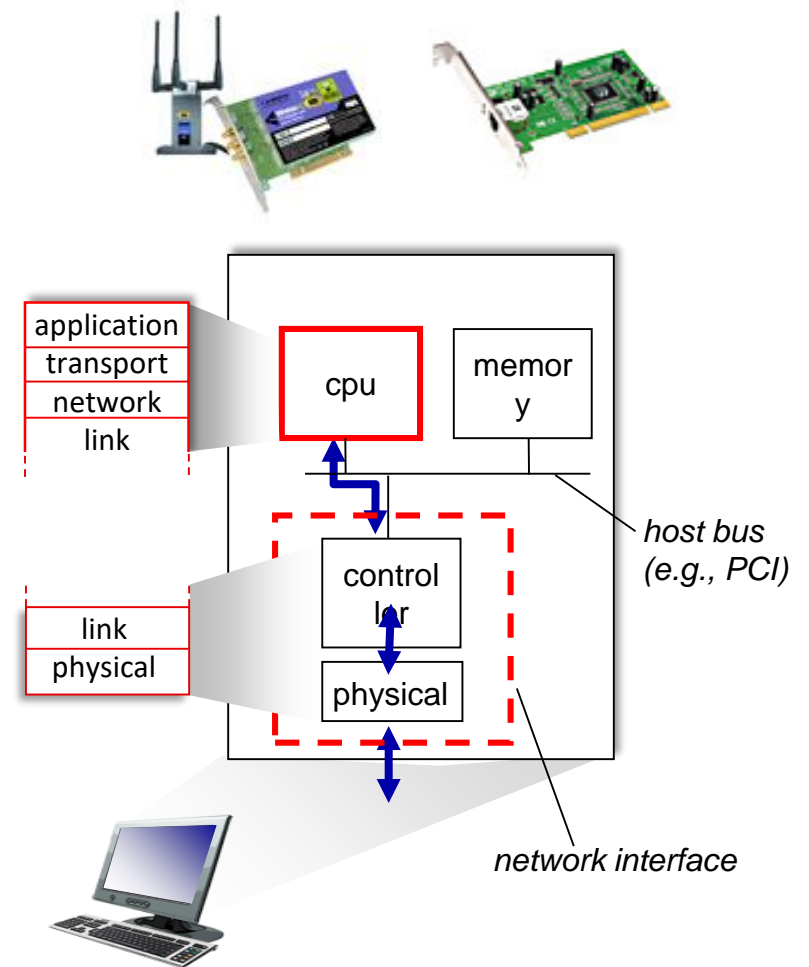 application
transport
network
link
cpu
memor
y
host bus
(e.g., PCI)
control
ler
link
physical
physical
network interface